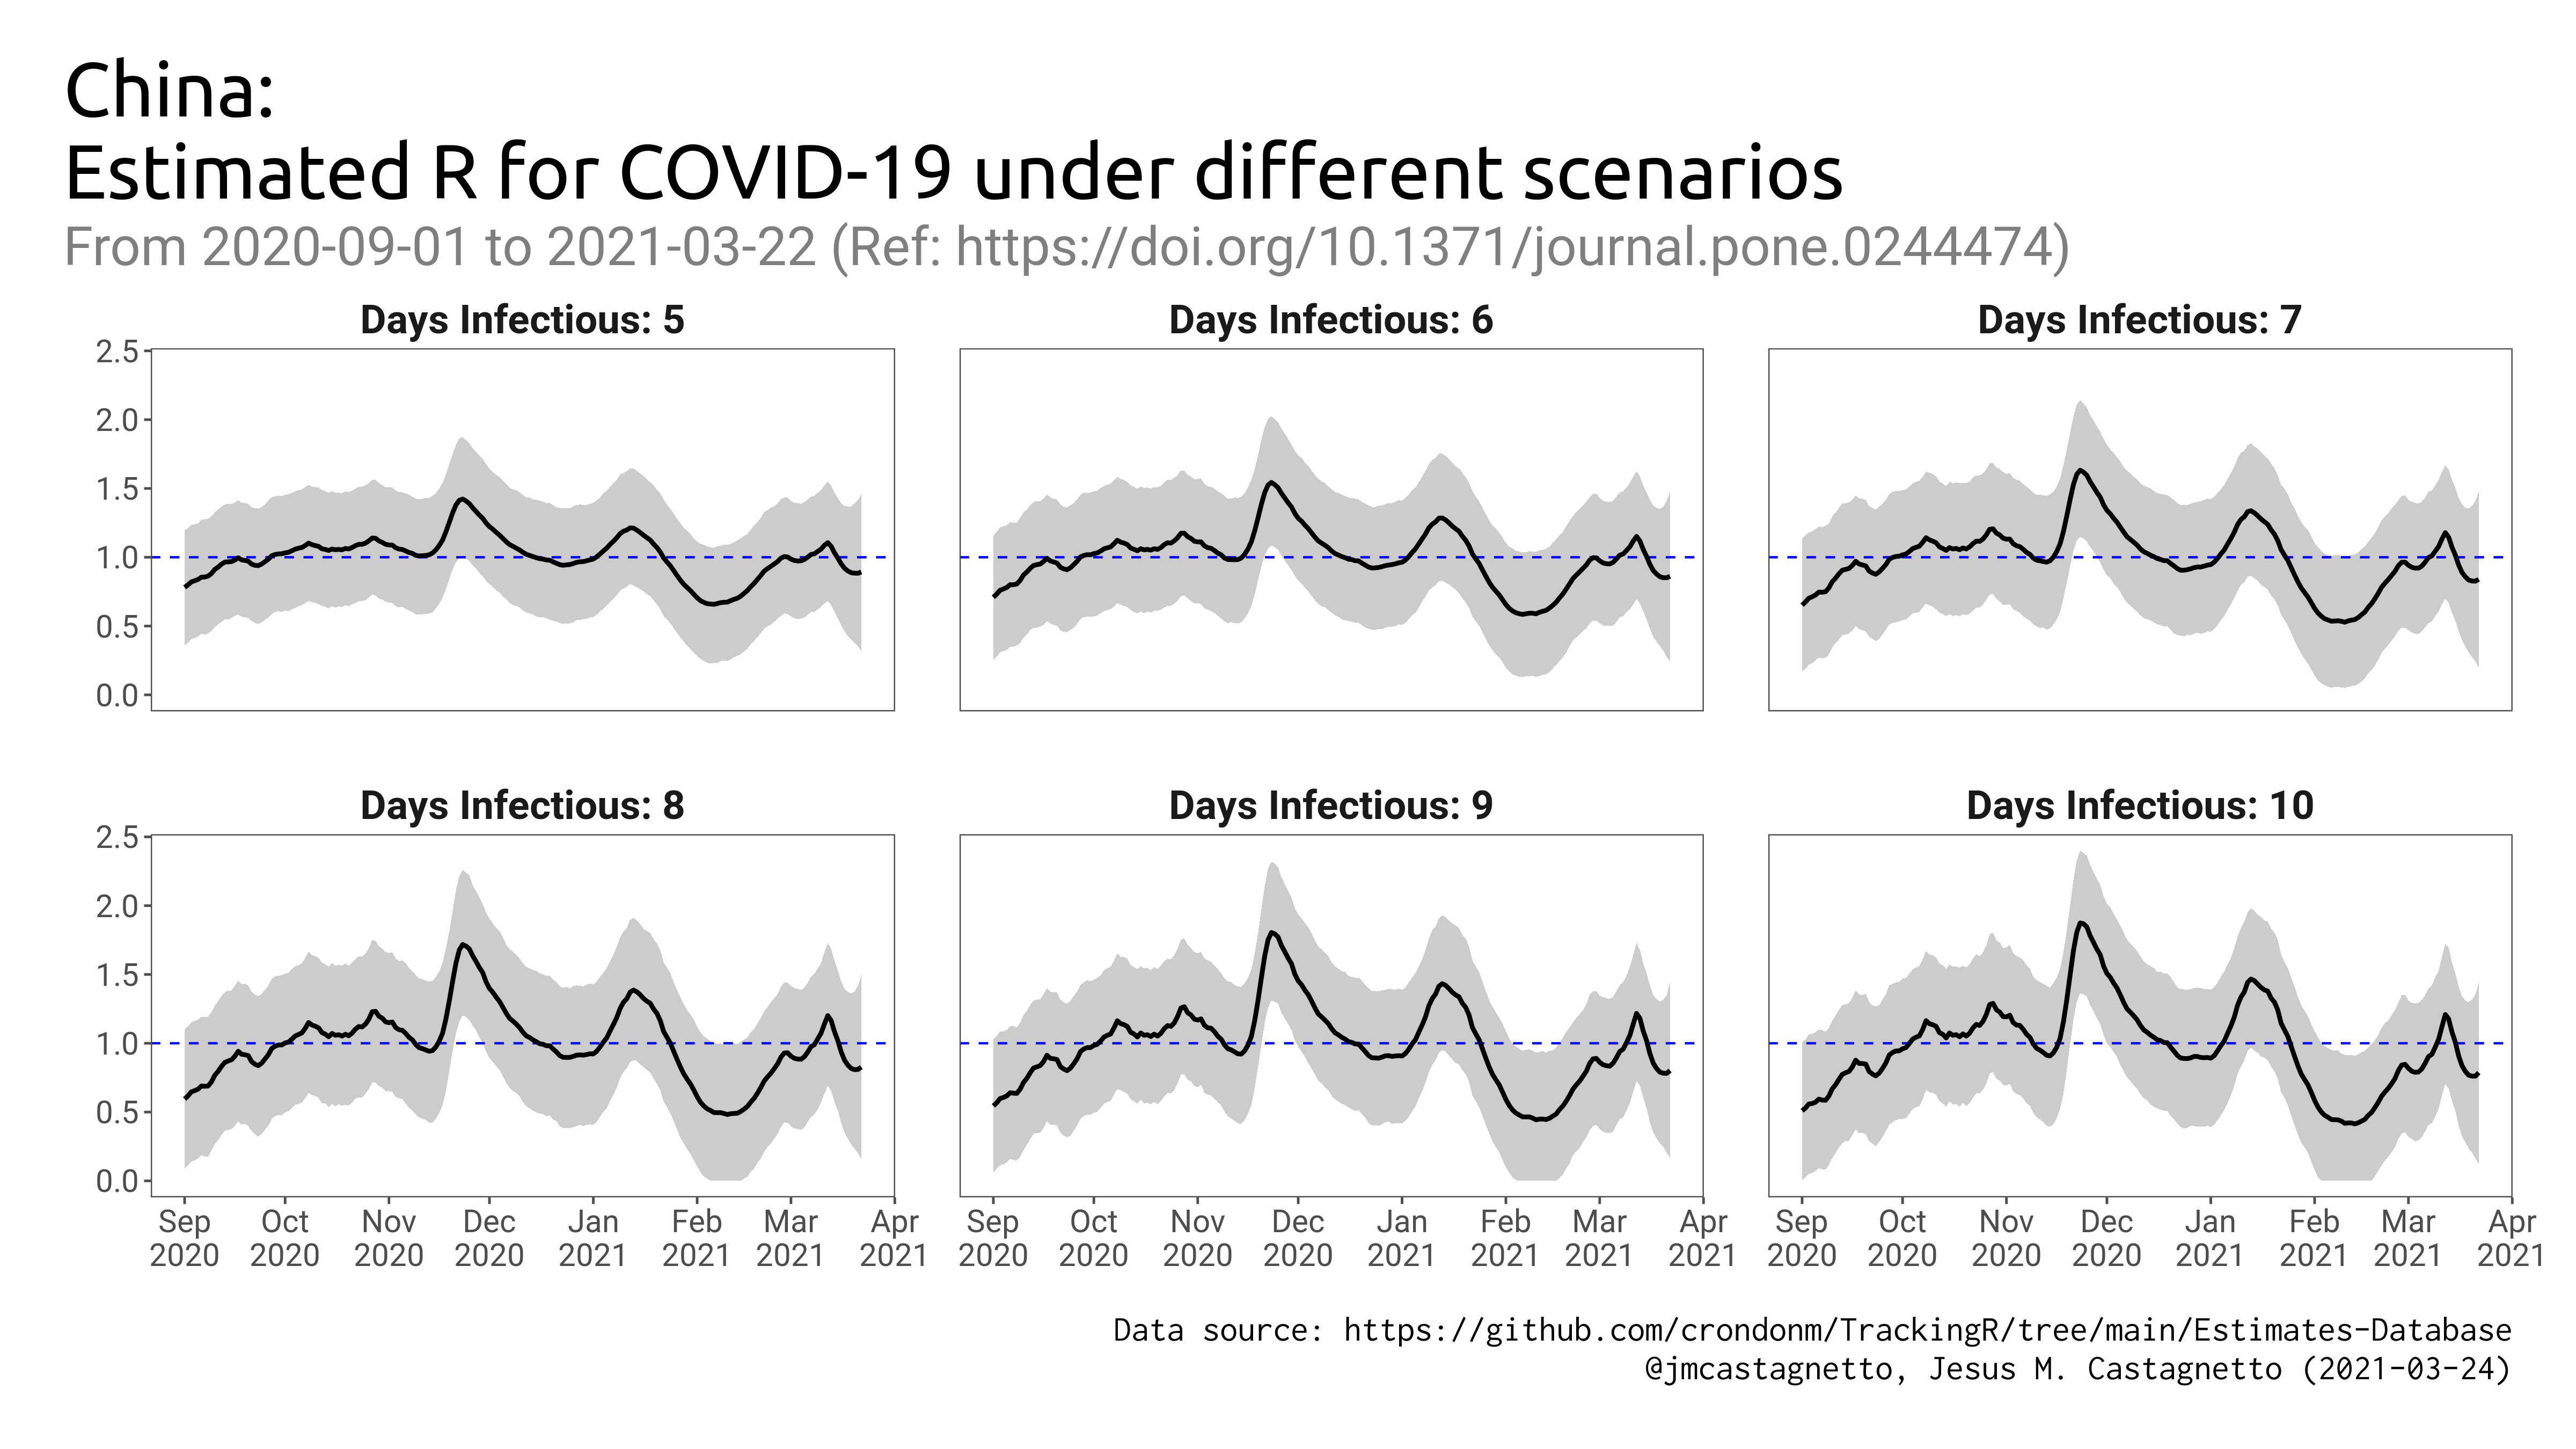 China:
Estimated R for COVID-19 under different scenarios
From 2020-09-01 to 2021-03-22 (Ref: https://doi.org/10.1371/journal.pone.0244474)
Days Infectious: 5
Days Infectious: 6
Days Infectious: 7
2.5
2.0
1.5
1.0
0.5
0.0
Days Infectious: 8
Days Infectious: 9
Days Infectious: 10
2.5
2.0
1.5
1.0
0.5
0.0
Sep Oct Nov Dec Jan Feb Mar Apr
2020 2020 2020 2020 2021 2021 2021 2021
Sep Oct Nov Dec Jan Feb Mar Apr
2020 2020 2020 2020 2021 2021 2021 2021
Sep Oct Nov Dec Jan Feb Mar Apr
2020 2020 2020 2020 2021 2021 2021 2021
Data source: https://github.com/crondonm/TrackingR/tree/main/Estimates-Database
@jmcastagnetto, Jesus M. Castagnetto (2021-03-24)